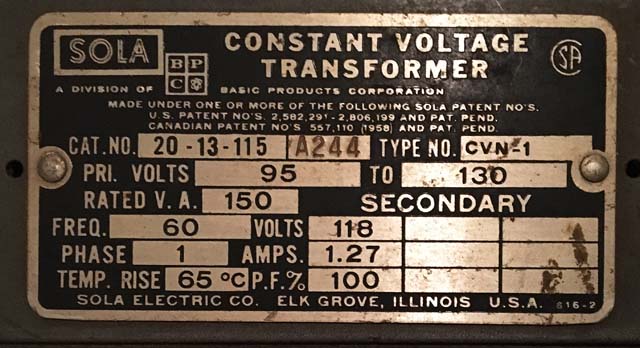 SOLA
BP
C
CONSTANT VOLTAGE
TRANSFORMER
SA
A DIVISION OF BASIC PRODUCTS CORPORATION
MADE UNDER ONE OR MORE OF THE FOLLOWING SOLA PATENT NO'S.
U.S. PATENT NO'S. 2,582,291 - 2,806,199 AND PAT. PEND.
CANADIAN PATENT NO'S 557,110 (1958) AND PAT. PEND.
CAT. NO. 20-13-115 A244 TYPE NO. CVN-1
PRI. VOLTS 95 TO 130
RATED V. A. 150 SECONDARY
FREQ. 60 VOLTS 118
PHASE 1 AMPS. 1.27
TEMP. RISE 65 °C P.F. % 100
SOLA ELECTRIC CO. ELK GROVE, ILLINOIS U.S.A. 616-2